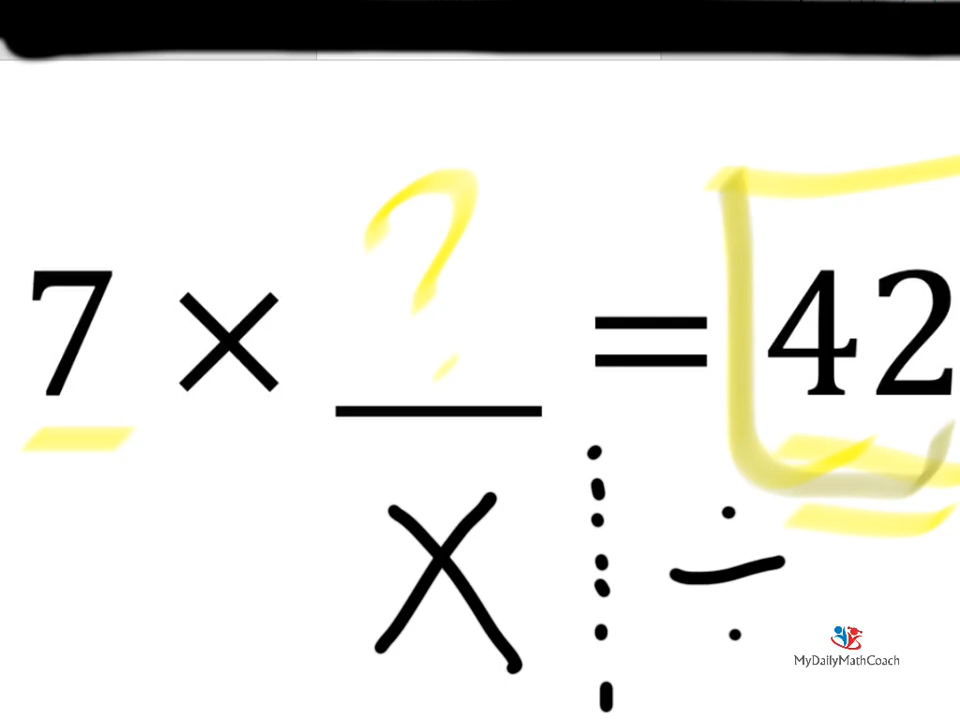 ?
7 × ___ = 42
× ÷
MyDailyMathCoach